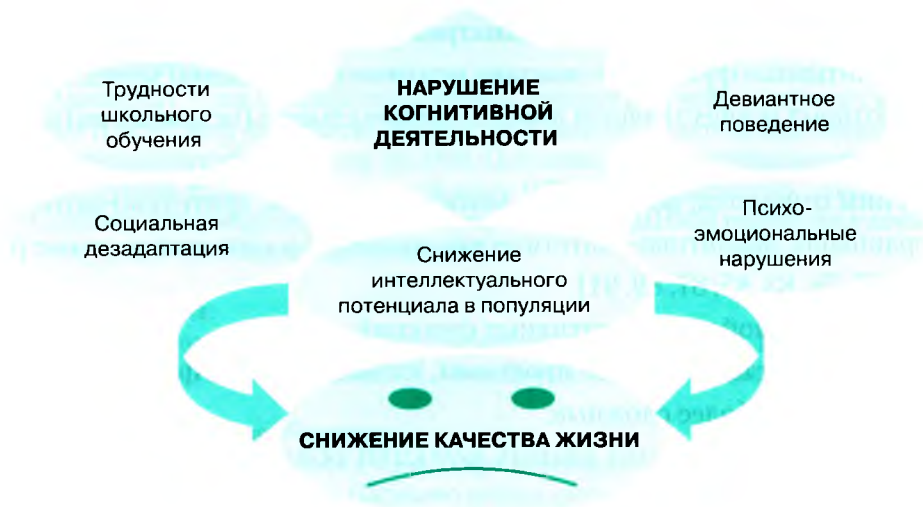 Трудности
школьного
обучения
НАРУШЕНИЕ
КОГНИТИВНОЙ
ДЕЯТЕЛЬНОСТИ
Девиантное
поведение
Социальная
дезадаптация
Снижение
интеллектуального
потенциала в популяции
Психо-
эмоциональные
нарушения
СНИЖЕНИЕ КАЧЕСТВА ЖИЗНИ